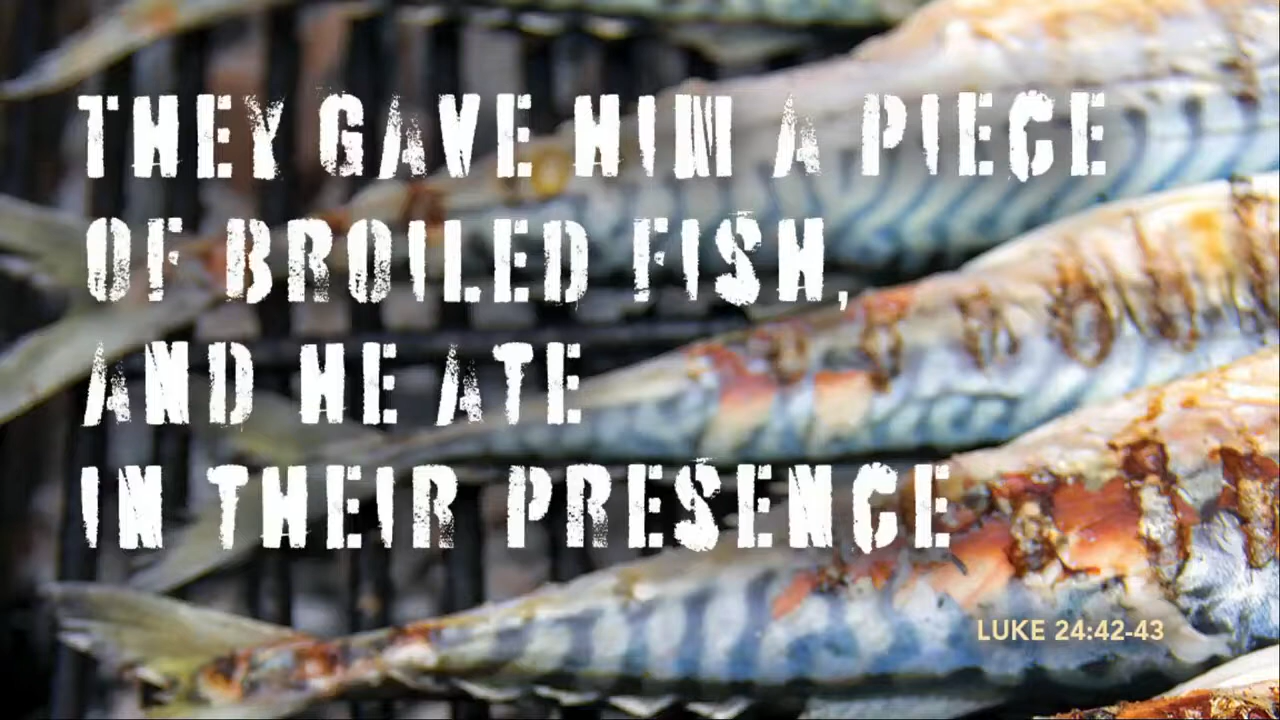 THEY GAVE HIM A PIECE
OF BROILED FISH,
AND HE ATE
IN THEIR PRESENCE
LUKE 24:42-43